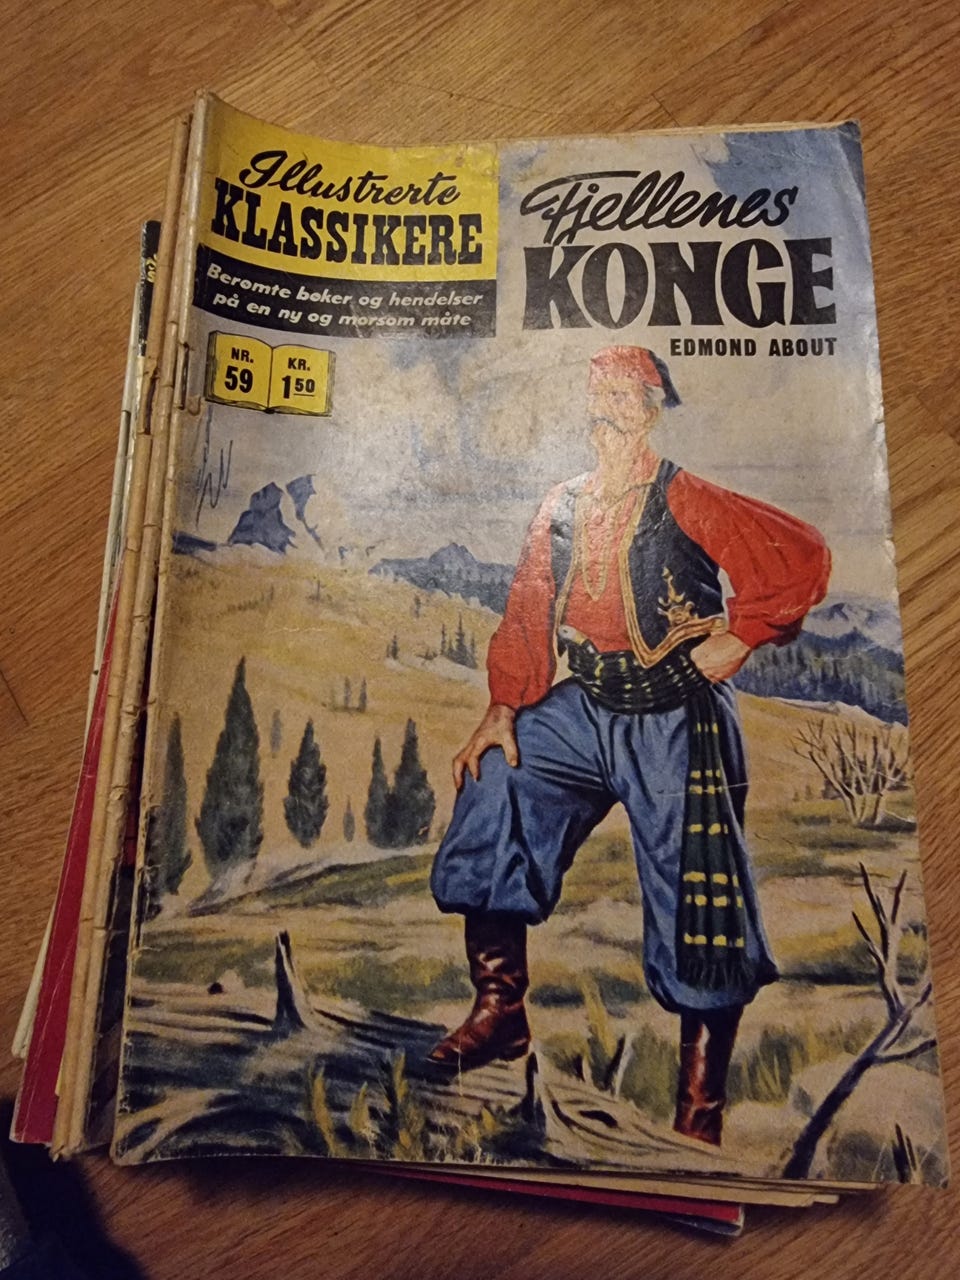 Illustrerte
KLASSIKERE
Berømte bøker og hendelser
på en ny og morsom måte
NR.
59
KR.
1 50
Fjellenes
KONGE
EDMOND ABOUT